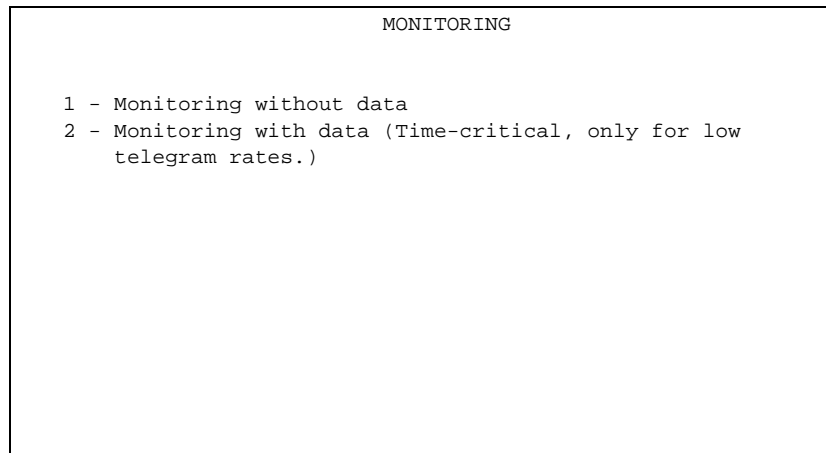 MONITORING
1 - Monitoring without data
2 - Monitoring with data (Time-critical, only for low
telegram rates.)